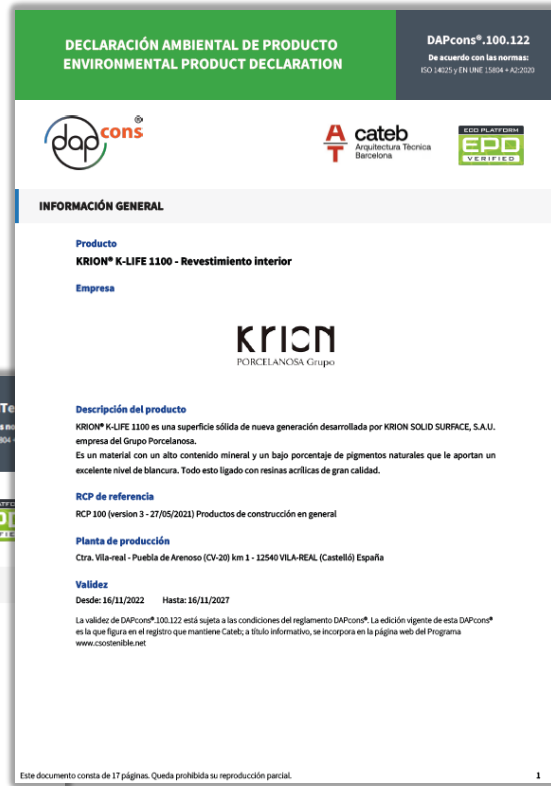 DECLARACIÓN AMBIENTAL DE PRODUCTO
ENVIRONMENTAL PRODUCT DECLARATION
DAPcons®.100.122
De acuerdo con las normas:
ISO 14025 y EN UNE 15804 + A2:2020
dap cons ®
AT
cateb
Arquitectura Tècnica
Barcelona
ECO PLATFORM
EPD
VERIFIED
INFORMACIÓN GENERAL
Producto
KRION® K-LIFE 1100 - Revestimiento interior
Empresa
KRION
PORCELANOSA Grupo
Descripción del producto
KRION® K-LIFE 1100 es una superficie sólida de nueva generación desarrollada por KRION SOLID SURFACE, S.A.U.
empresa del Grupo Porcelanosa.
Es un material con un alto contenido mineral y un bajo porcentaje de pigmentos naturales que le aportan un
excelente nivel de blancura. Todo esto ligado con resinas acrílicas de gran calidad.
RCP de referencia
RCP 100 (version 3 - 27/05/2021) Productos de construcción en general
Planta de producción
Ctra. Vila-real - Puebla de Arenoso (CV-20) km 1 - 12540 VILA-REAL (Castelló) España
Validez
Desde: 16/11/2022 Hasta: 16/11/2027
La validez de DAPcons®.100.122 está sujeta a las condiciones del reglamento DAPcons®. La edición vigente de esta DAPcons®
es la que figura en el registro que mantiene Cateb; a título informativo, se incorpora en la página web del Programa
www.csostenible.net
Este documento consta de 17 páginas. Queda prohibida su reproducción parcial.
1